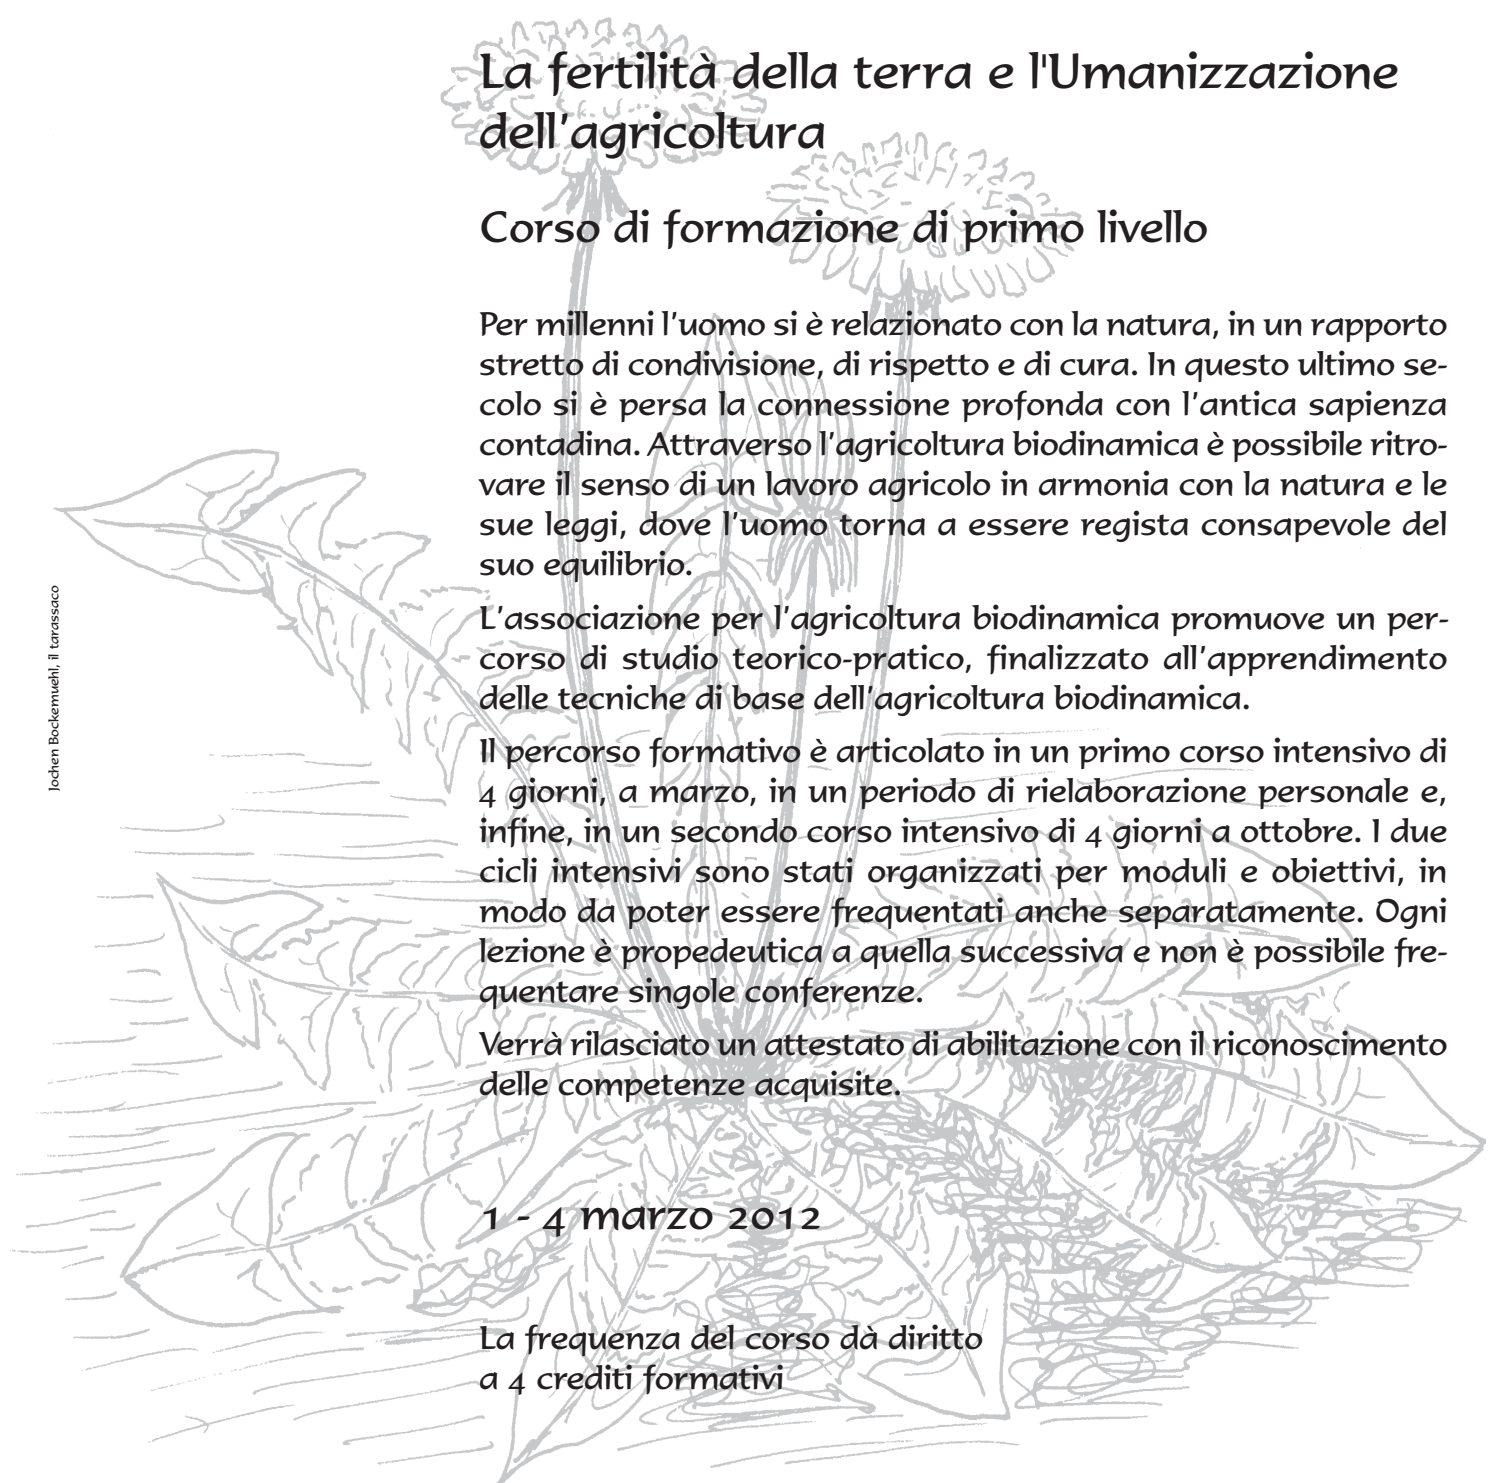 La fertilità della terra e l'Umanizzazione
dell’agricoltura
Corso di formazione di primo livello
Per millenni l’uomo si è relazionato con la natura, in un rapporto
stretto di condivisione, di rispetto e di cura. In questo ultimo se-
colo si è persa la connessione profonda con l’antica sapienza
contadina. Attraverso l’agricoltura biodinamica è possibile ritro-
vare il senso di un lavoro agricolo in armonia con la natura e le
sue leggi, dove l’uomo torna a essere regista consapevole del
suo equilibrio.
L’associazione per l’agricoltura biodinamica promuove un per-
corso di studio teorico-pratico, finalizzato all’apprendimento
delle tecniche di base dell’agricoltura biodinamica.
Il percorso formativo è articolato in un primo corso intensivo di
4 giorni, a marzo, in un periodo di rielaborazione personale e,
infine, in un secondo corso intensivo di 4 giorni a ottobre. I due
cicli intensivi sono stati organizzati per moduli e obiettivi, in
modo da poter essere frequentati anche separatamente. Ogni
lezione è propedeutica a quella successiva e non è possibile fre-
quentare singole conferenze.
Verrà rilasciato un attestato di abilitazione con il riconoscimento
delle competenze acquisite.
1 - 4 marzo 2012
La frequenza del corso dà diritto
a 4 crediti formativi
Jochen Bockemuehl, il tarassaco